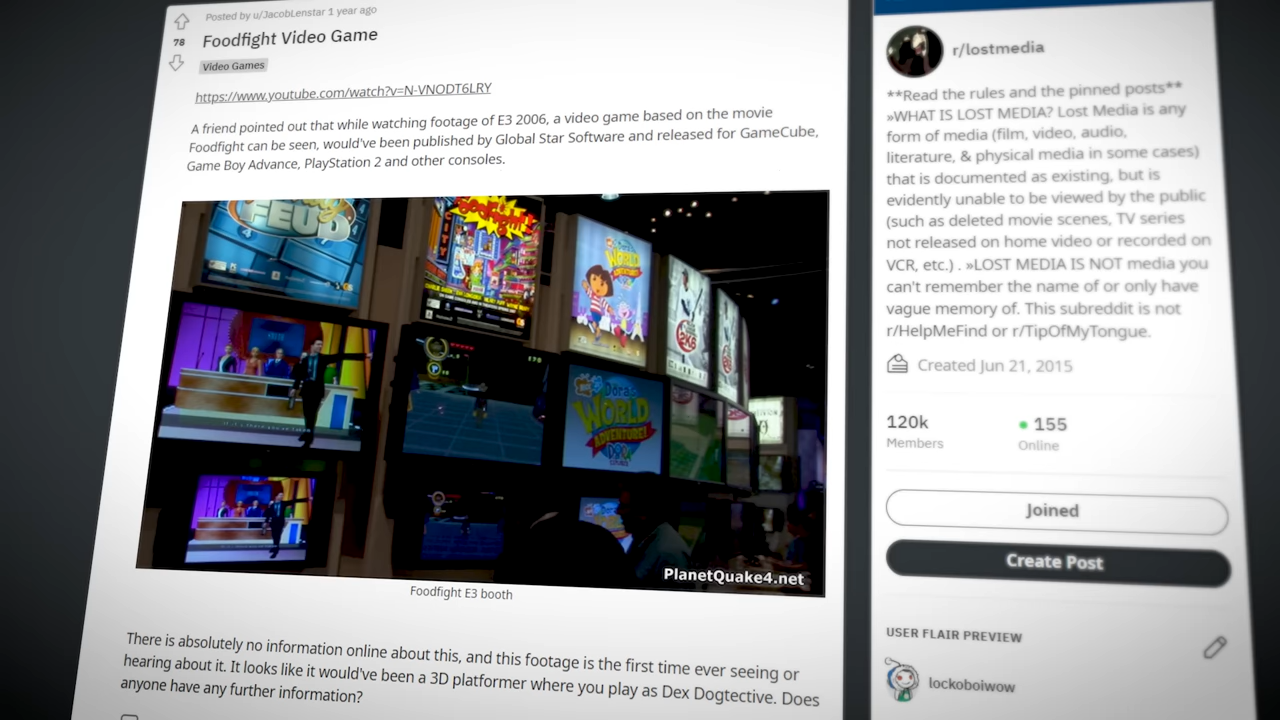 Posted by u/JacobLenstar 1 year ago
78
Foodfight Video Game
Video Games
https://www.youtube.com/watch?v=N-VNODT6LRY
A friend pointed out that while watching footage of E3 2006, a video game based on the movie
Foodfight can be seen, would've been published by Global Star Software and released for GameCube,
Game Boy Advance, PlayStation 2 and other consoles.
FEUD
Dora's
WORLD
ADVENTURE!
2K6
PlanetQuake4.net
Foodfight E3 booth
There is absolutely no information online about this, and this footage is the first time ever seeing or
hearing about it. It looks like it would've been a 3D platformer where you play as Dex Dogtective. Does
anyone have any further information?
r/lostmedia
**Read the rules and the pinned posts**
»WHAT IS LOST MEDIA? Lost Media is any
form of media (film, video, audio,
literature, & physical media in some cases)
that is documented as existing, but is
evidently unable to be viewed by the public
(such as deleted movie scenes, TV series
not released on home video or recorded on
VCR, etc.) . »LOST MEDIA IS NOT media you
can't remember the name of or only have
vague memory of. This subreddit is not
r/HelpMeFind or r/TipOfMyTongue.
Created Jun 21, 2015
120k
Members
155
Online
Joined
Create Post
USER FLAIR PREVIEW
lockoboiwow